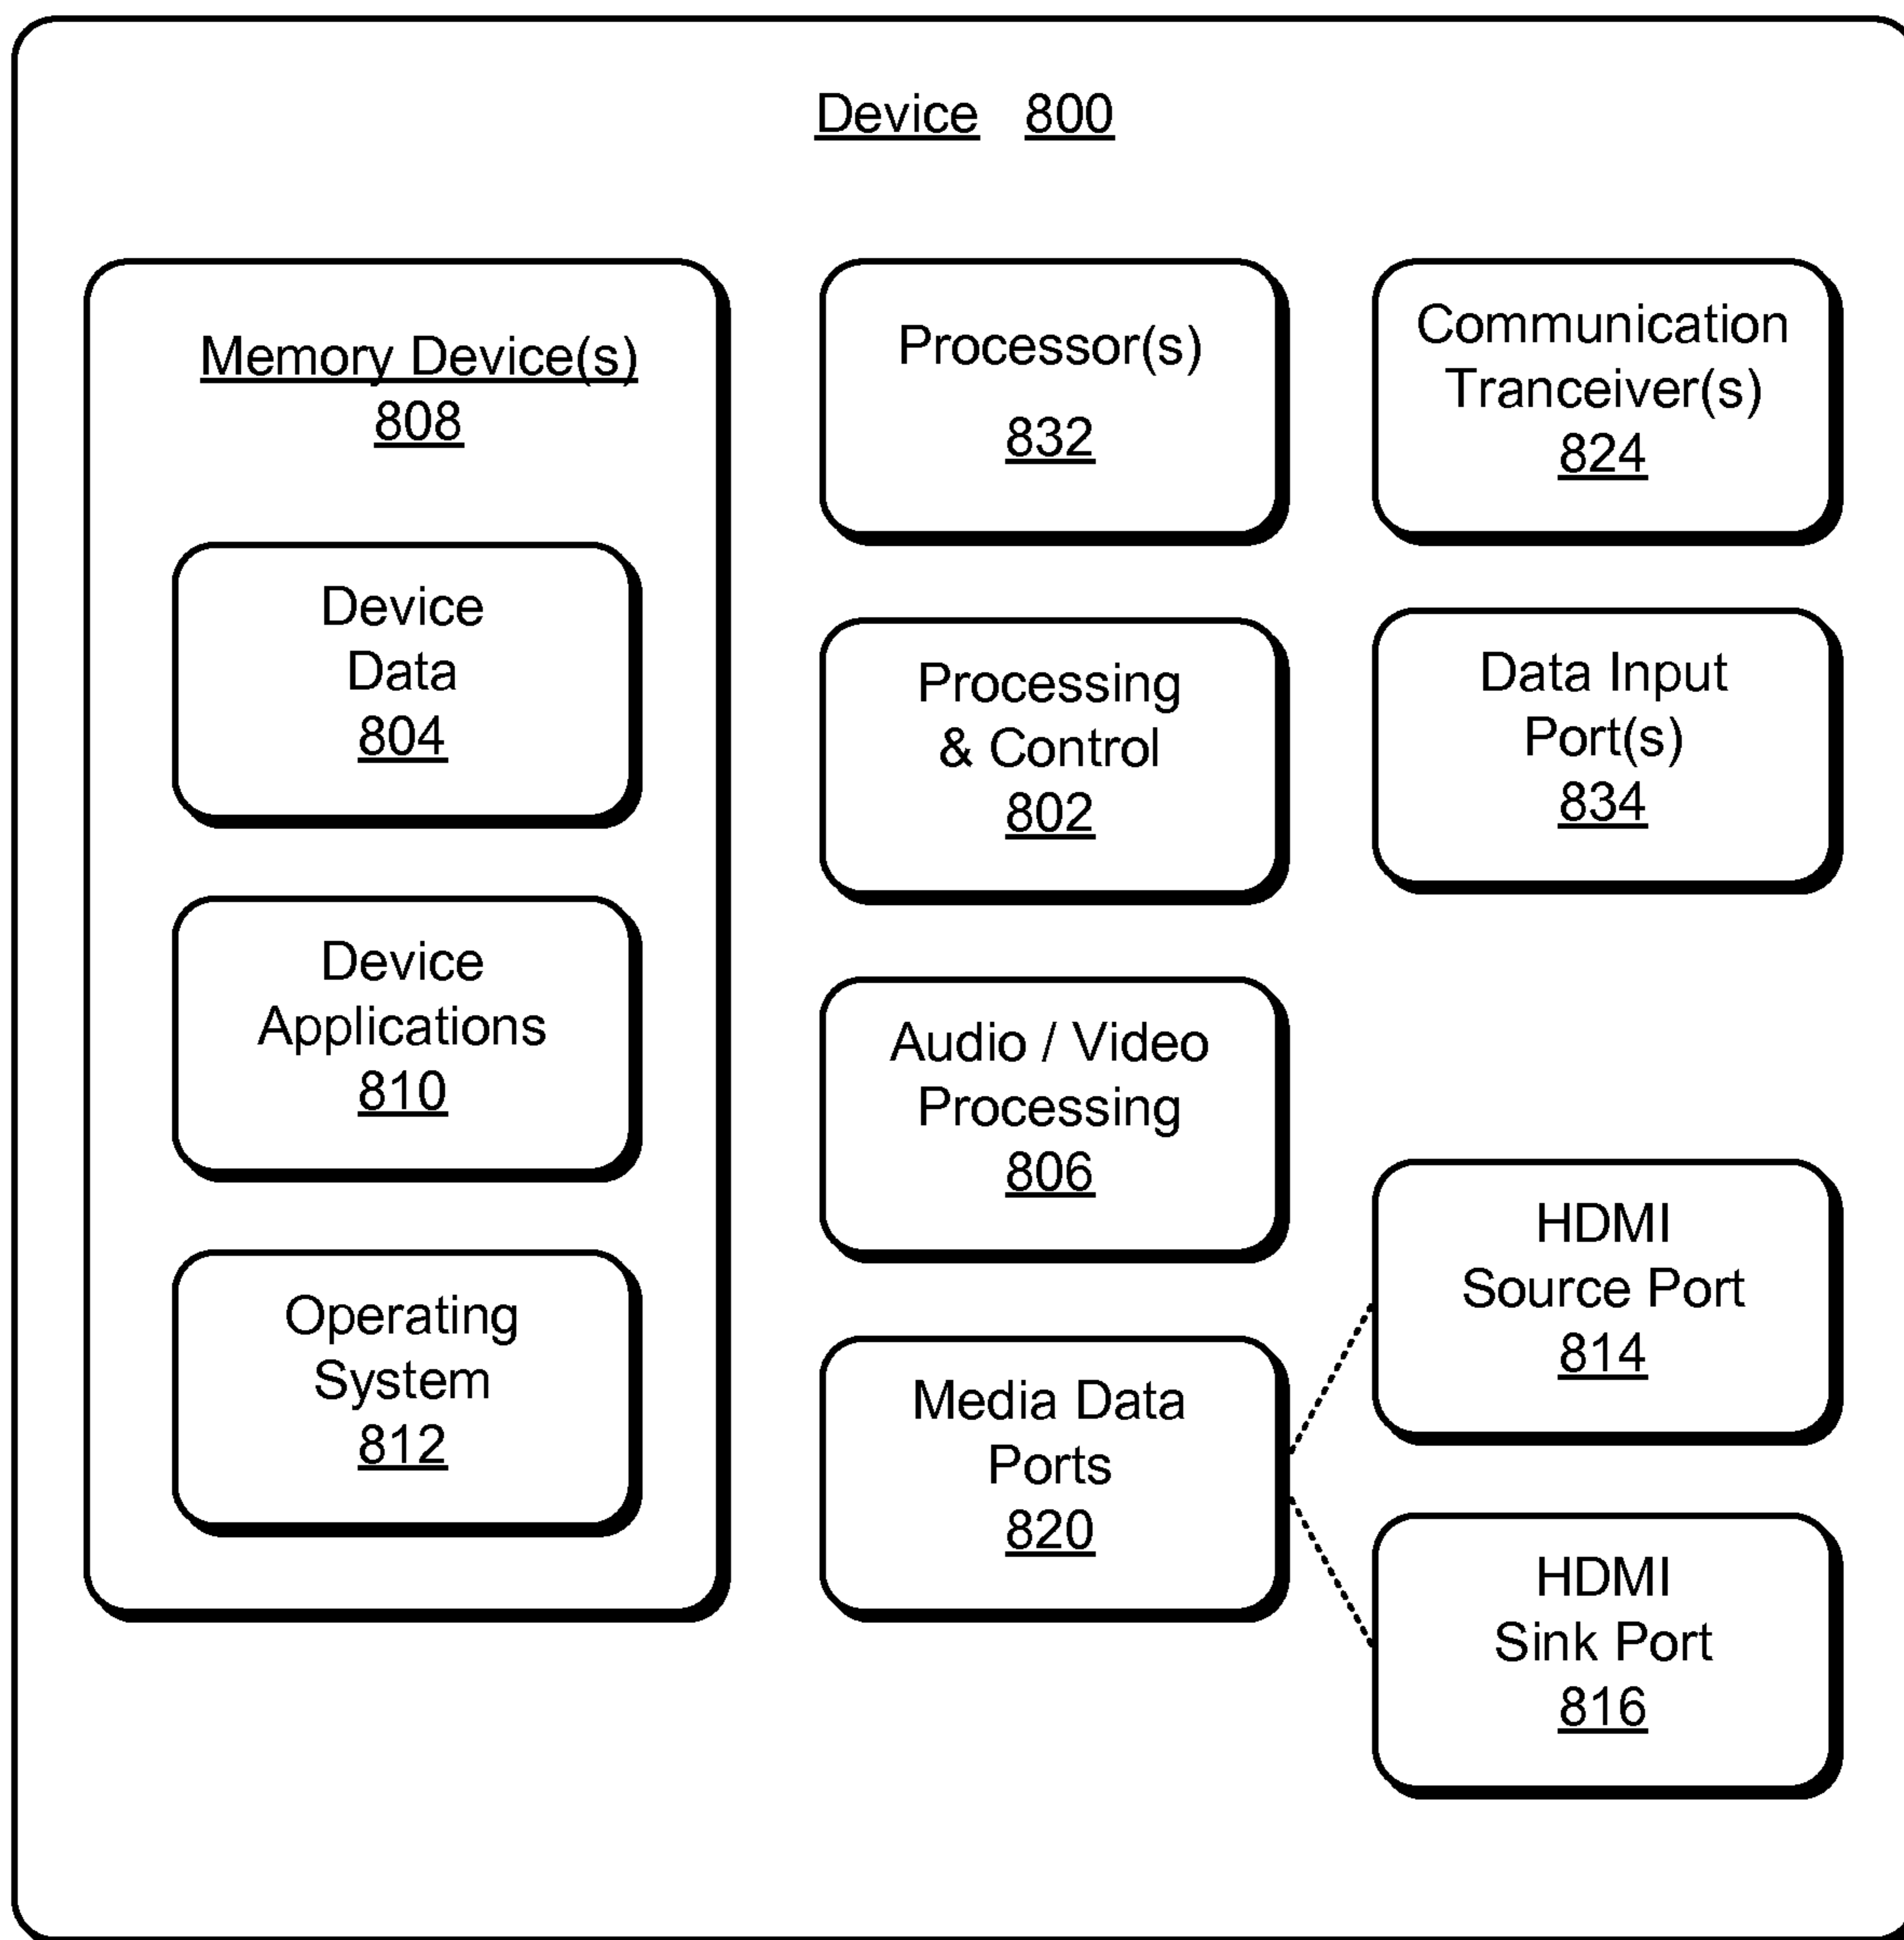 Device 800
Memory Device(s)
808
Device
Data
804
Device
Applications
810
Operating
System
812
Processor(s)
832
Processing
& Control
802
Audio / Video
Processing
806
Media Data
Ports
820
Communication
Tranceiver(s)
824
Data Input
Port(s)
834
HDMI
Source Port
814
HDMI
Sink Port
816